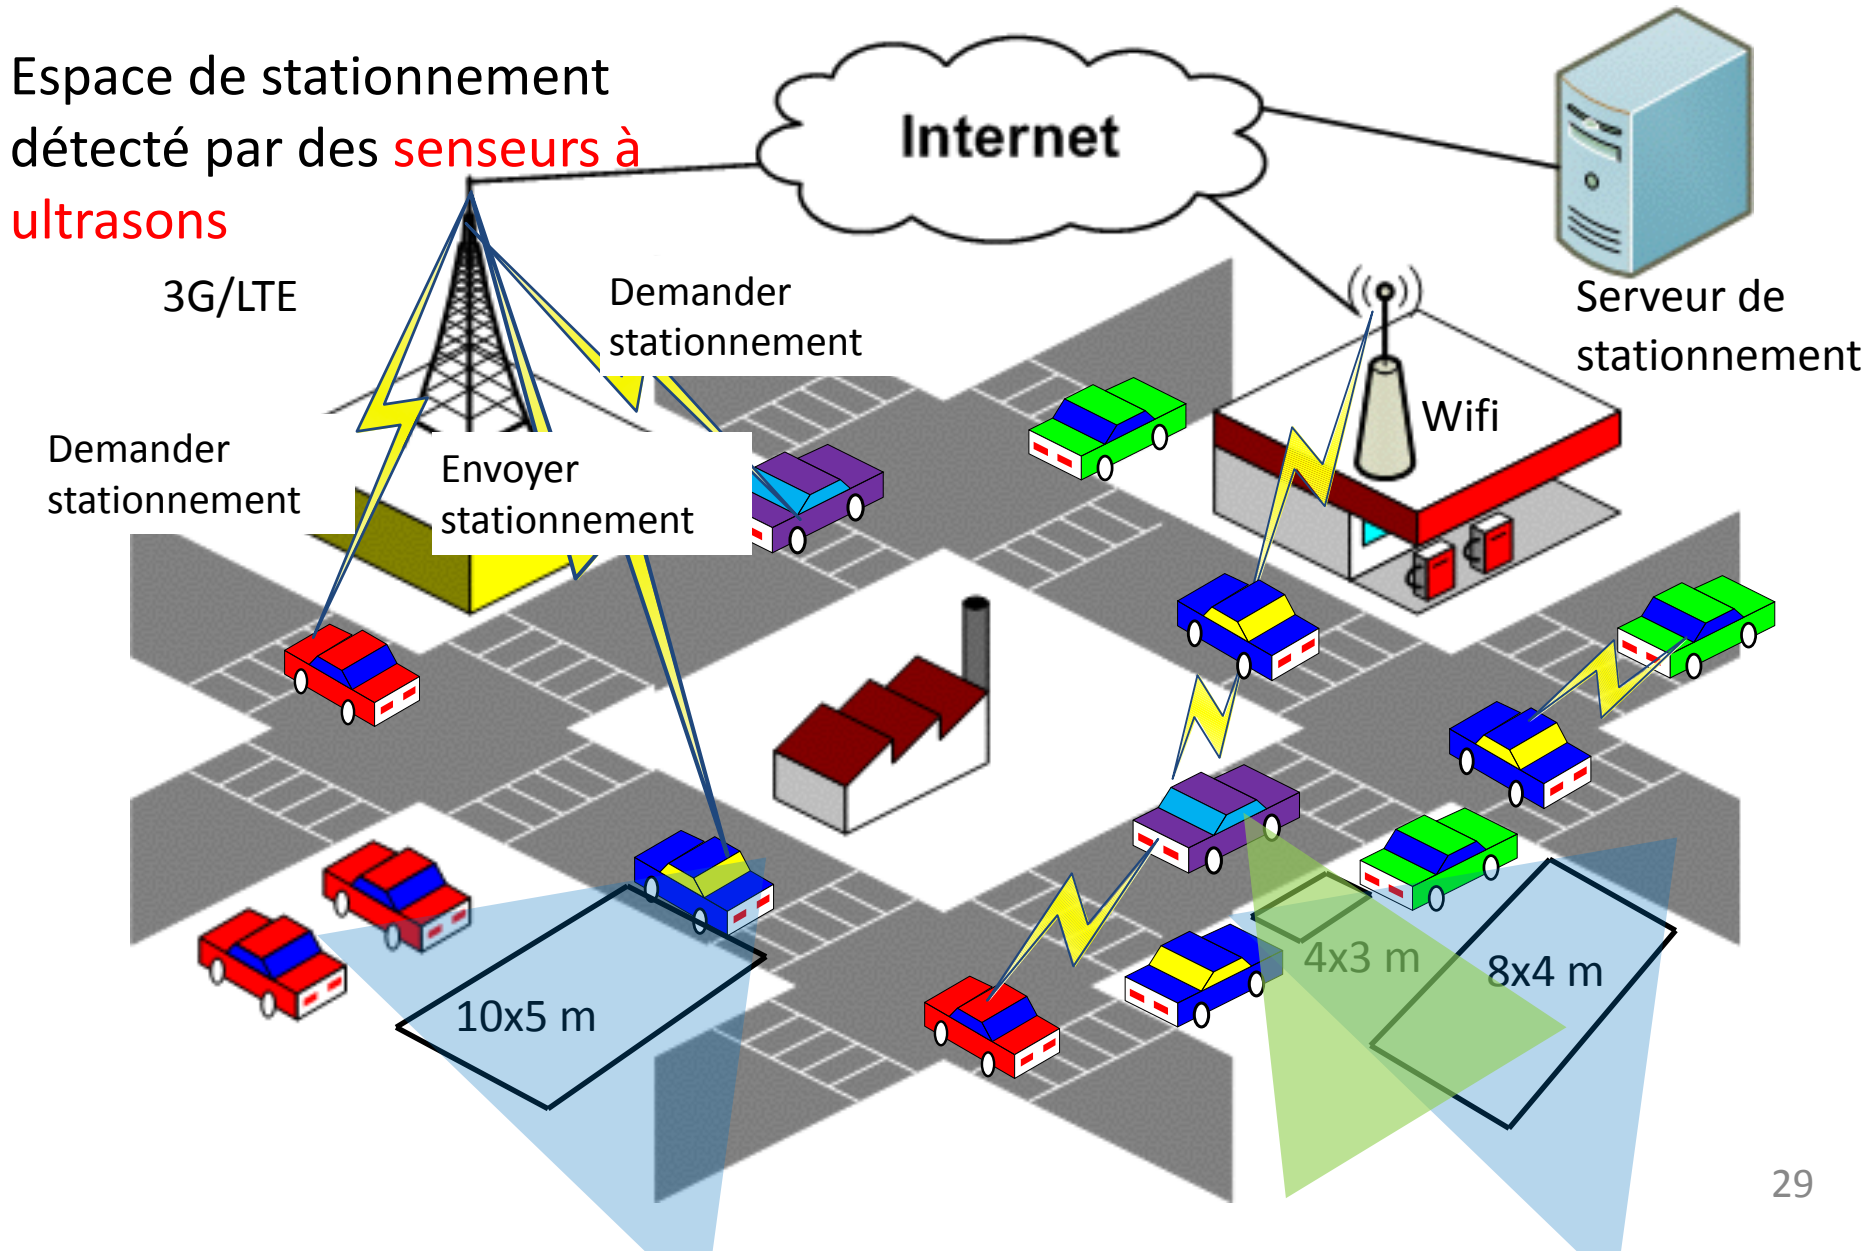 Espace de stationnement
détecté par des senseurs à
ultrasons
Internet
3G/LTE
Demander
stationnement
Serveur de
stationnement
Wifi
Demander
stationnement
Envoyer
stationnement
4x3 m
8x4 m
10x5 m
29